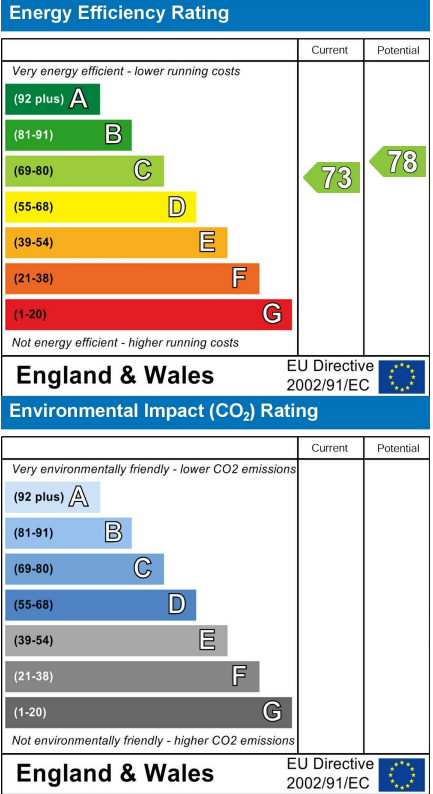 Energy Efficiency Rating
Current Potential
Very energy efficient - lower running costs
(92 plus) A
(81-91) B
(69-80) C
73 78
(55-68) D
(39-54) E
(21-38) F
(1-20) G
Not energy efficient - higher running costs
England & Wales
EU Directive
2002/91/EC
Environmental Impact (CO₂) Rating
Current Potential
Very environmentally friendly - lower CO2 emissions
(92 plus) A
(81-91) B
(69-80) C
(55-68) D
(39-54) E
(21-38) F
(1-20) G
Not environmentally friendly - higher CO2 emissions
England & Wales
EU Directive
2002/91/EC